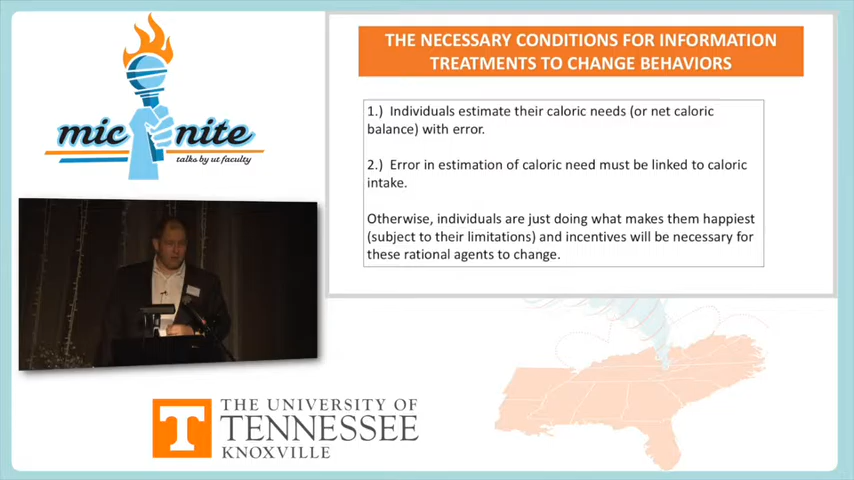 mic nite
talks by ut faculty
THE NECESSARY CONDITIONS FOR INFORMATION
TREATMENTS TO CHANGE BEHAVIORS
1.) Individuals estimate their caloric needs (or net caloric
balance) with error.
2.) Error in estimation of caloric need must be linked to caloric
intake.
Otherwise, individuals are just doing what makes them happiest
(subject to their limitations) and incentives will be necessary for
these rational agents to change.
T
THE UNIVERSITY OF
TENNESSEE
KNOXVILLE